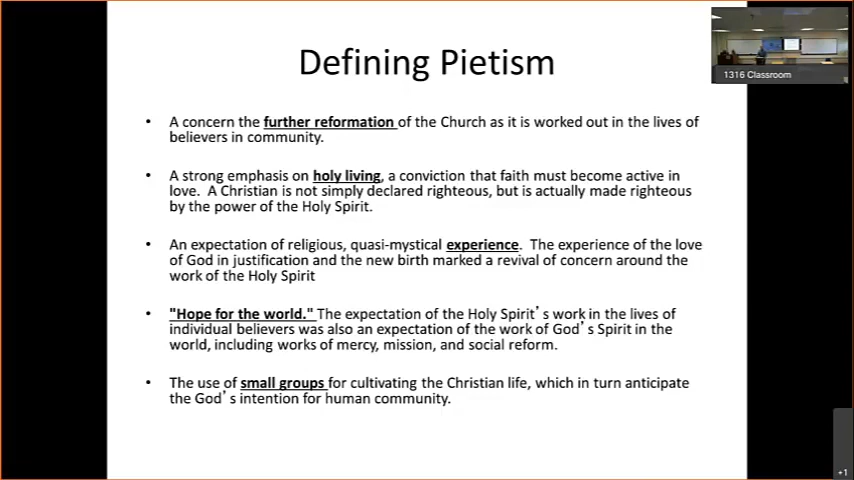 Defining Pietism
• A concern the further reformation of the Church as it is worked out in the lives of
believers in community.
• A strong emphasis on holy living, a conviction that faith must become active in
love. A Christian is not simply declared righteous, but is actually made righteous
by the power of the Holy Spirit.
• An expectation of religious, quasi-mystical experience. The experience of the love
of God in justification and the new birth marked a revival of concern around the
work of the Holy Spirit
• "Hope for the world." The expectation of the Holy Spirit's work in the lives of
individual believers was also an expectation of the work of God's Spirit in the
world, including works of mercy, mission, and social reform.
• The use of small groups for cultivating the Christian life, which in turn anticipate
the God's intention for human community.
1316 Classroom
+1